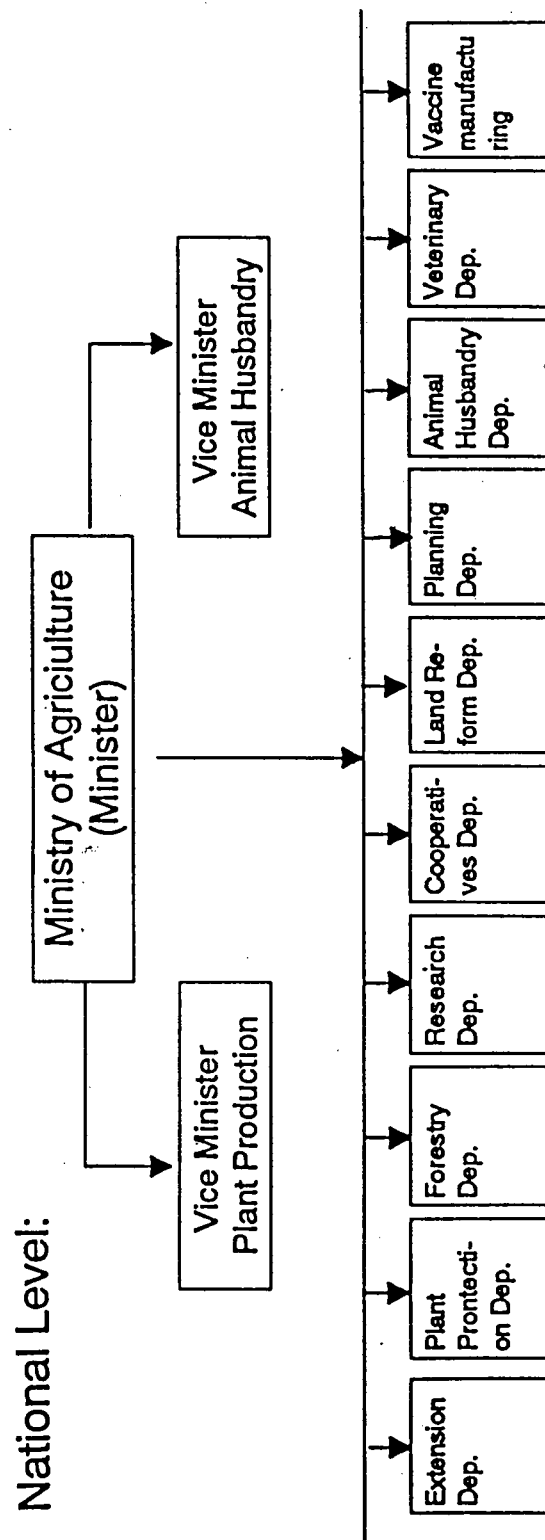 National Level:
Ministry of Agriciulture
(Minister)
Vice Minister
Plant Production
Vice Minister
Animal Husbandry
Extension
Dep.
Plant
Prontecti-
on Dep.
Forestry
Dep.
Research
Dep.
Cooperati-
ves Dep.
Land Re-
form Dep.
Planning
Dep.
Animal
Husbandry
Dep.
Veterinary
Dep.
Vaccine
manufactu
ring